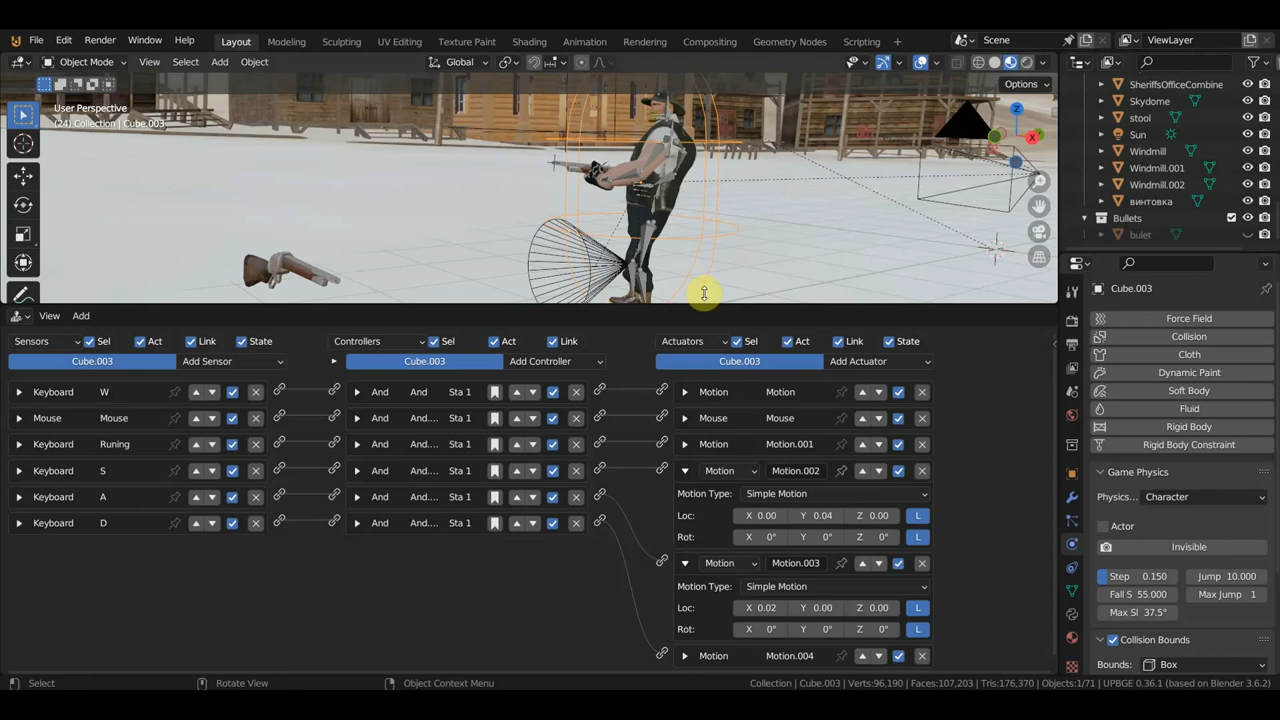 File Edit Render Window Help Layout Modeling Sculpting UV Editing Texture Paint Shading Animation Rendering Compositing Geometry Nodes Scripting + Scene ViewLayer
Object Mode View Select Add Object Global
Options
User Perspective
(24) Collection | Cube.003
Z
X
SheriffsOfficeCombine
Skydome
stool
Sun
Windmill
Windmill.001
Windmill.002
винтовка
Bullets
bulet
View Add
Sensors Sel Act Link State Controllers Sel Act Link Actuators Sel Act Link State
Cube.003 Add Sensor Cube.003 Add Controller Cube.003 Add Actuator
Keyboard W And And Sta 1 Motion Motion
Mouse Mouse And And.... Sta 1 Mouse Mouse
Keyboard Runing And And.... Sta 1 Motion Motion.001
Keyboard S And And.... Sta 1 Motion Motion.002
Motion Type: Simple Motion
Keyboard A And And.... Sta 1
Loc: X 0.00 Y 0.04 Z 0.00 L
Keyboard D And And.... Sta 1
Rot: X 0° Y 0° Z 0° L
Motion Motion.003
Motion Type: Simple Motion
Loc: X 0.02 Y 0.00 Z 0.00 L
Rot: X 0° Y 0° Z 0° L
Motion Motion.004
Cube.003
Force Field
Collision
Cloth
Dynamic Paint
Soft Body
Fluid
Rigid Body
Rigid Body Constraint
Game Physics
Physics... Character
Actor
Invisible
Step 0.150 Jump 10.000
Fall S 55.000 Max Jump 1
Max Sl 37.5°
Collision Bounds
Bounds: Box
Select Rotate View Object Context Menu Collection | Cube.003 | Verts:96,190 | Faces:107,203 | Tris:176,370 | Objects:1/71 | UPBGE 0.36.1 (based on Blender 3.6.2)